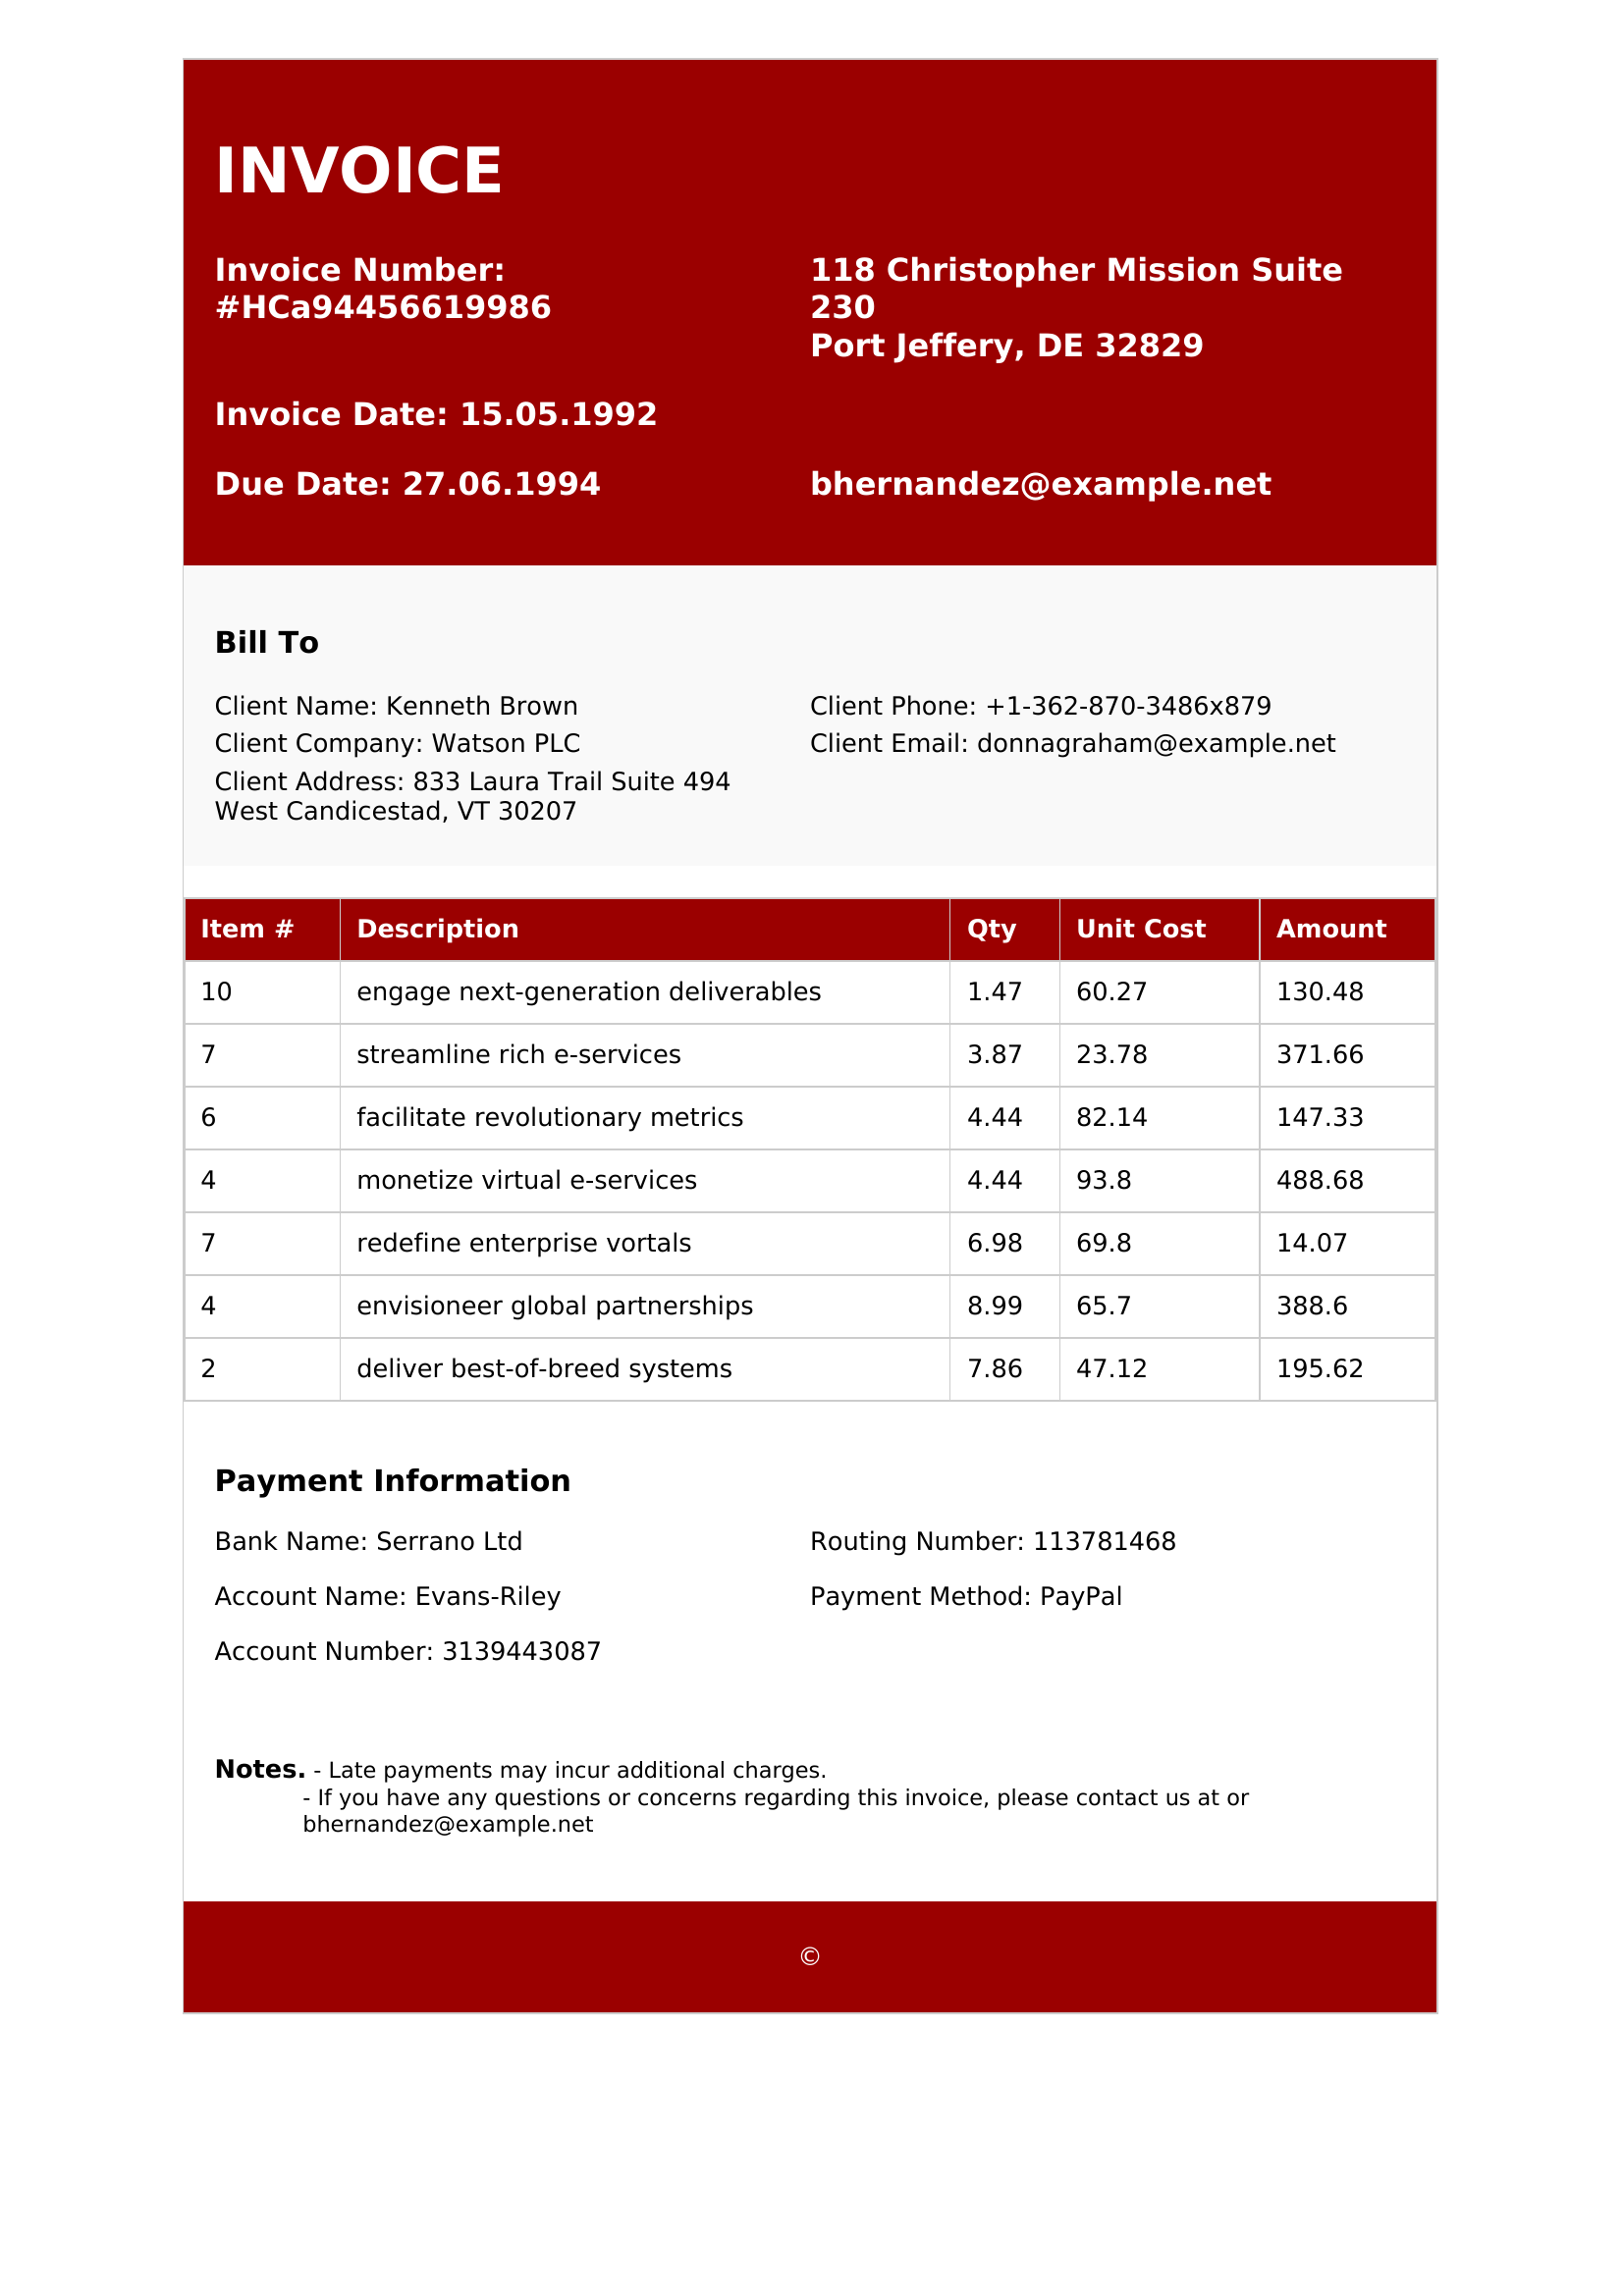 INVOICE
Invoice Number:
#HCa94456619986
118 Christopher Mission Suite
230
Port Jeffery, DE 32829
Invoice Date: 15.05.1992
Due Date: 27.06.1994
bhernandez@example.net
Bill To
Client Name: Kenneth Brown
Client Phone: +1-362-870-3486x879
Client Company: Watson PLC
Client Email: donnagraham@example.net
Client Address: 833 Laura Trail Suite 494
West Candicestad, VT 30207
Item # Description Qty Unit Cost Amount
10 engage next-generation deliverables 1.47 60.27 130.48
7 streamline rich e-services 3.87 23.78 371.66
6 facilitate revolutionary metrics 4.44 82.14 147.33
4 monetize virtual e-services 4.44 93.8 488.68
7 redefine enterprise vortals 6.98 69.8 14.07
4 envisioneer global partnerships 8.99 65.7 388.6
2 deliver best-of-breed systems 7.86 47.12 195.62
Payment Information
Bank Name: Serrano Ltd
Routing Number: 113781468
Account Name: Evans-Riley
Payment Method: PayPal
Account Number: 3139443087
Notes. - Late payments may incur additional charges.
- If you have any questions or concerns regarding this invoice, please contact us at or
bhernandez@example.net
©